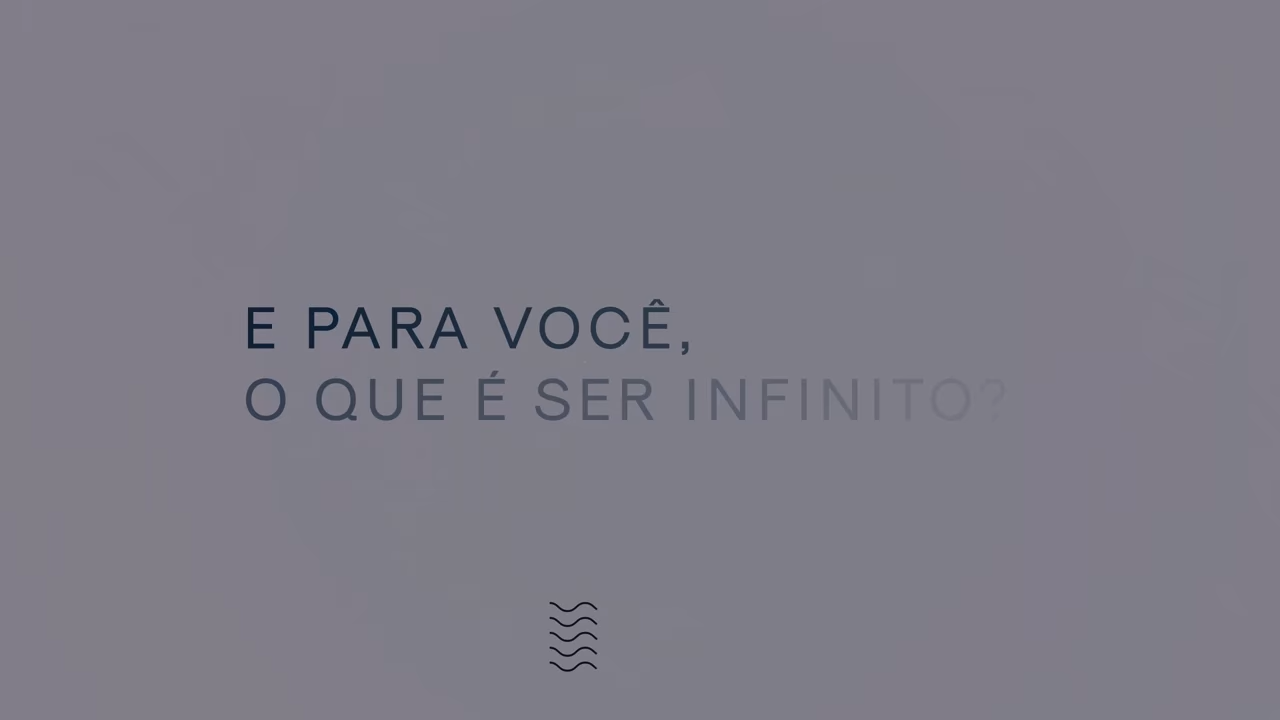 E PARA VOCÊ,
O QUE É SER INFINITO?